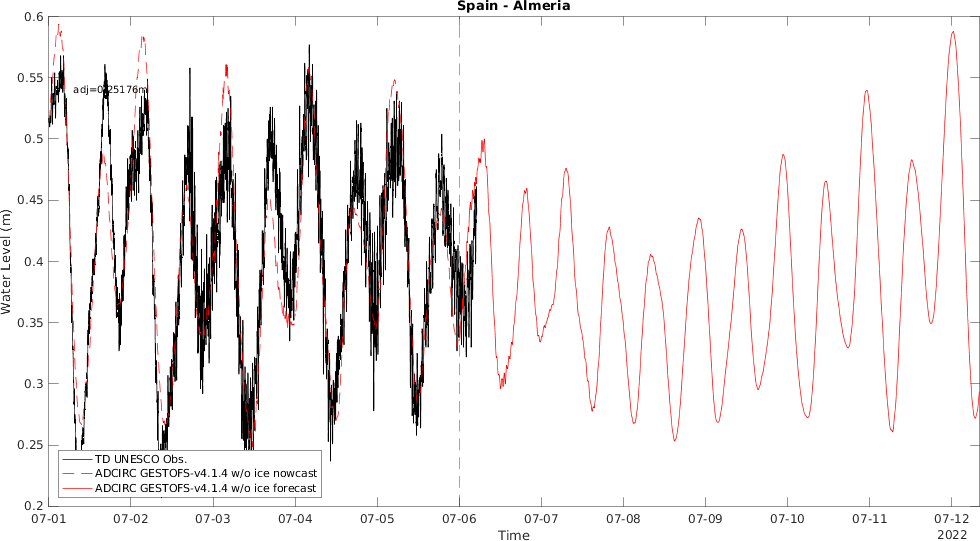 Spain - Almeria
0.6
0.55
0.5
0.45
0.4
0.35
0.3
0.25
0.2
Water Level (m)
adj=0.25176m
TD UNESCO Obs.
ADCIRC GESTOFS-v4.1.4 w/o ice nowcast
ADCIRC GESTOFS-v4.1.4 w/o ice forecast
07-01 07-02 07-03 07-04 07-05 07-06 07-07 07-08 07-09 07-10 07-11 07-12
2022
Time